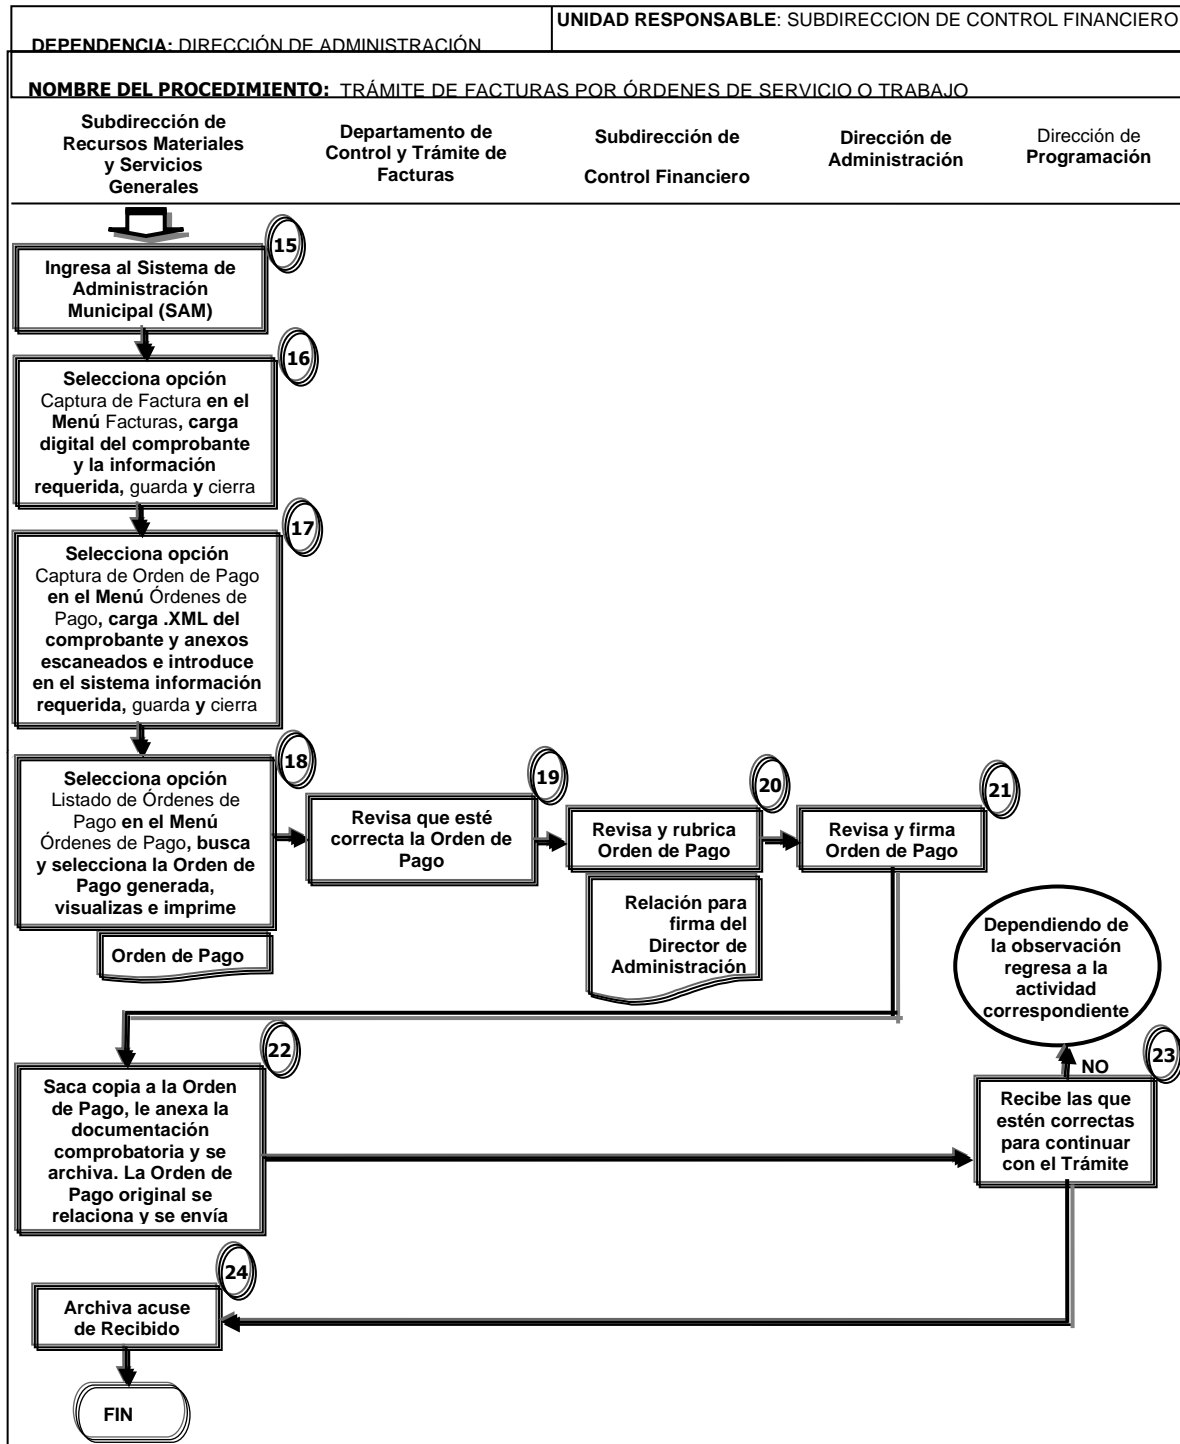 UNIDAD RESPONSABLE: SUBDIRECCION DE CONTROL FINANCIERO
DEPENDENCIA: DIRECCIÓN DE ADMINISTRACIÓN
NOMBRE DEL PROCEDIMIENTO: TRÁMITE DE FACTURAS POR ÓRDENES DE SERVICIO O TRABAJO
Subdirección de
Recursos Materiales
y Servicios
Generales
Departamento de
Control y Trámite de
Facturas
Subdirección de
Control Financiero
Dirección de
Administración
Dirección de
Programación
15
Ingresa al Sistema de
Administración
Municipal (SAM)
16
Selecciona opción
Captura de Factura en el
Menú Facturas, carga
digital del comprobante
y la información
requerida, guarda y cierra
17
Selecciona opción
Captura de Orden de Pago
en el Menú Órdenes de
Pago, carga .XML del
comprobante y anexos
escaneados e introduce
en el sistema información
requerida, guarda y cierra
18
Selecciona opción
Listado de Órdenes de
Pago en el Menú
Órdenes de Pago, busca
y selecciona la Orden de
Pago generada,
visualizas e imprime
Orden de Pago
19
Revisa que esté
correcta la Orden de
Pago
20
Revisa y rubrica
Orden de Pago
Relación para
firma del
Director de
Administración
21
Revisa y firma
Orden de Pago
Dependiendo de
la observación
regresa a la
actividad
correspondiente
22
Saca copia a la Orden
de Pago, le anexa la
documentación
comprobatoria y se
archiva. La Orden de
Pago original se
relaciona y se envía
NO
23
Recibe las que
estén correctas
para continuar
con el Trámite
24
Archiva acuse
de Recibido
FIN